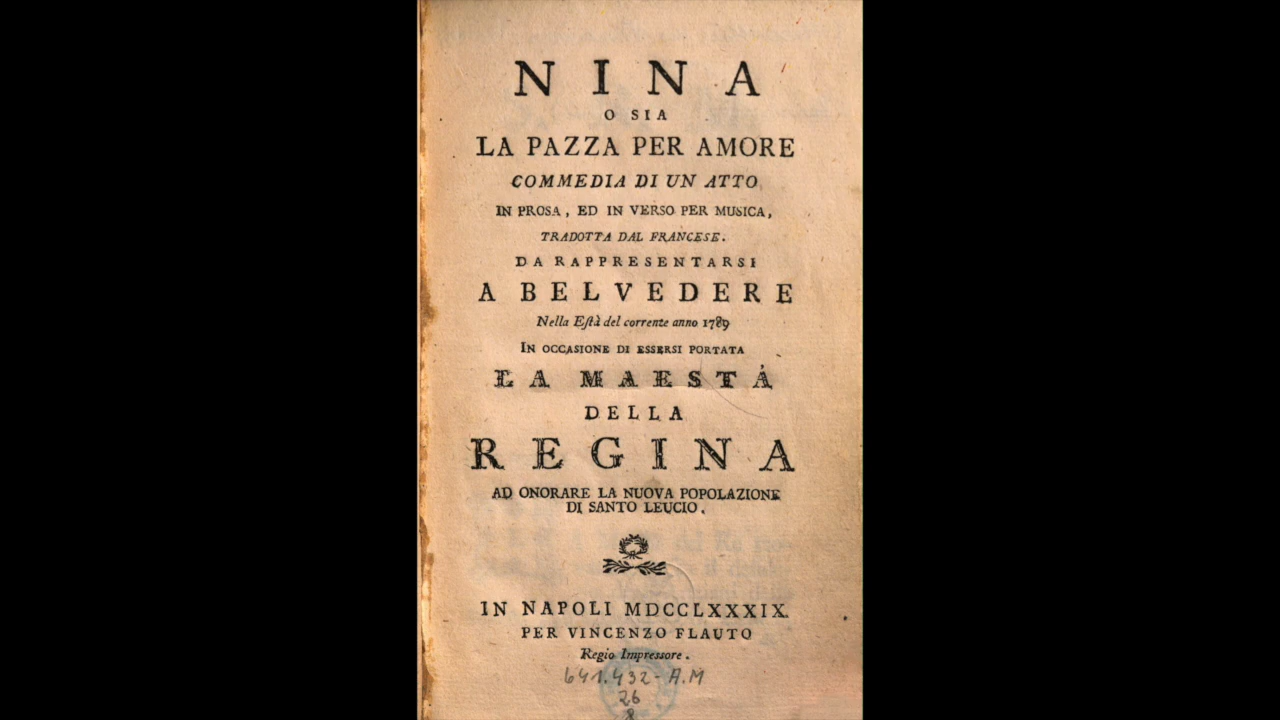 NINA
O SIA
LA PAZZA PER AMORE
COMMEDIA DI UN ATTO
IN PROSA, ED IN VERSO PER MUSICA,
TRADOTTA DAL FRANCESE.
DA RAPPRESENTARSI
A BELVEDERE
Nella Eſtà del corrente anno 1789
IN OCCASIONE DI ESSERSI PORTATA
LA MAESTÀ
DELLA
REGINA
AD ONORARE LA NUOVA POPOLAZIONE
DI SANTO LEUCIO.
IN NAPOLI MDCCLXXXIX.
PER VINCENZO FLAUTO
Regio Impreſſore.
641.432-A.M
26
8